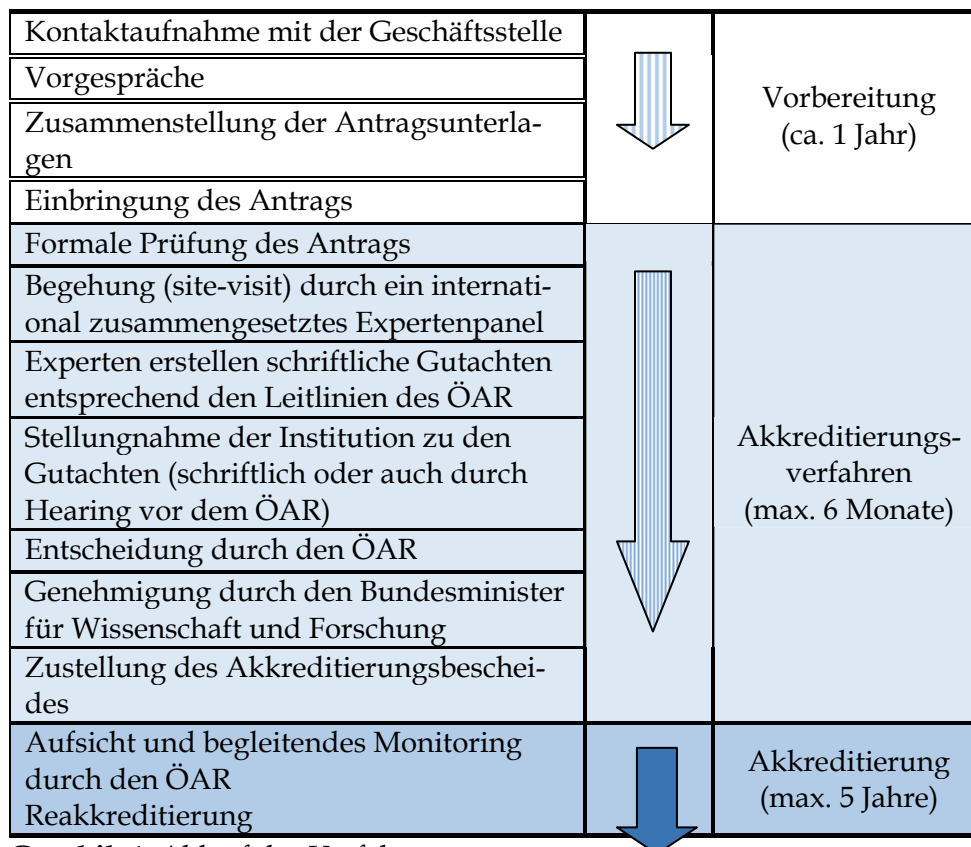 Kontaktaufnahme mit der Geschäftsstelle
Vorgespräche
Zusammenstellung der Antragsunterla-
gen
Einbringung des Antrags
Vorbereitung
(ca. 1 Jahr)
Formale Prüfung des Antrags
Begehung (site-visit) durch ein internati-
onal zusammengesetztes Expertenpanel
Experten erstellen schriftliche Gutachten
entsprechend den Leitlinien des ÖAR
Stellungnahme der Institution zu den
Gutachten (schriftlich oder auch durch
Hearing vor dem ÖAR)
Entscheidung durch den ÖAR
Genehmigung durch den Bundesminister
für Wissenschaft und Forschung
Zustellung des Akkreditierungsbeschei-
des
Akkreditierungs-
verfahren
(max. 6 Monate)
Aufsicht und begleitendes Monitoring
durch den ÖAR
Reakkreditierung
Akkreditierung
(max. 5 Jahre)